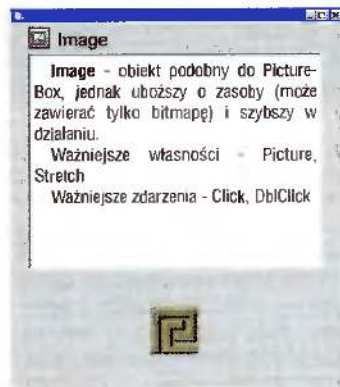 Image
Image - obiekt podobny do Picture-
Box, jednak uboższy o zasoby (może
zawierać tylko bitmapę) i szybszy w
działaniu.
Ważniejsze własności - Picture,
Stretch
Ważniejsze zdarzenia - Click, DblClick